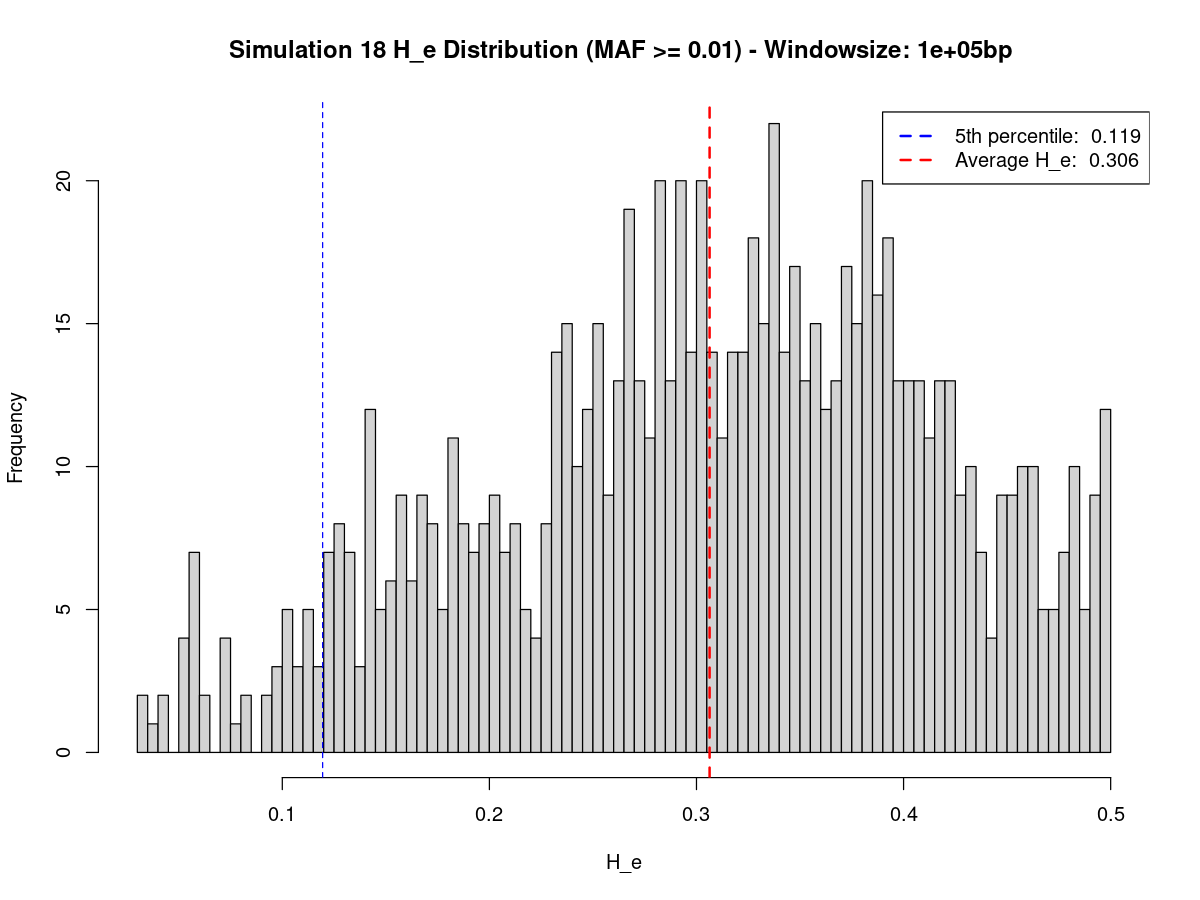 Simulation 18 H_e Distribution (MAF >= 0.01) - Windowsize: 1e+05bp
5th percentile: 0.119
Average H_e: 0.306
Frequency
20
15
10
5
0
0.1 0.2 0.3 0.4 0.5
H_e